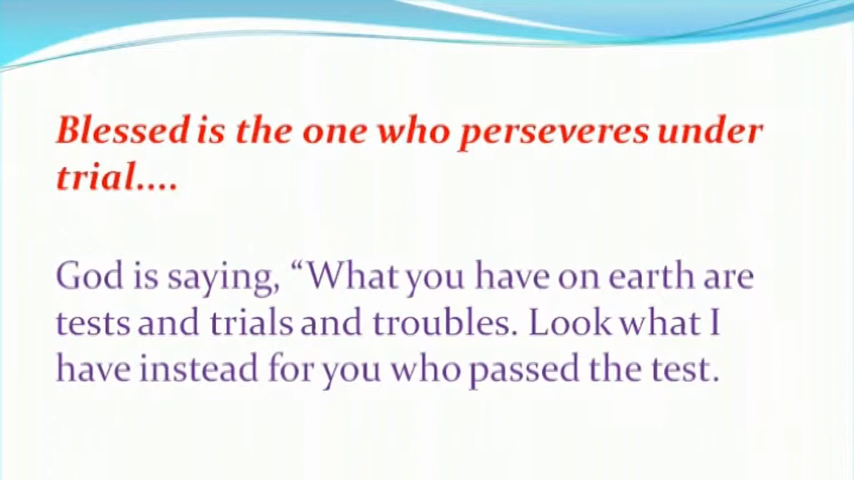 Blessed is the one who perseveres under
trial....
God is saying, “What you have on earth are
tests and trials and troubles. Look what I
have instead for you who passed the test.